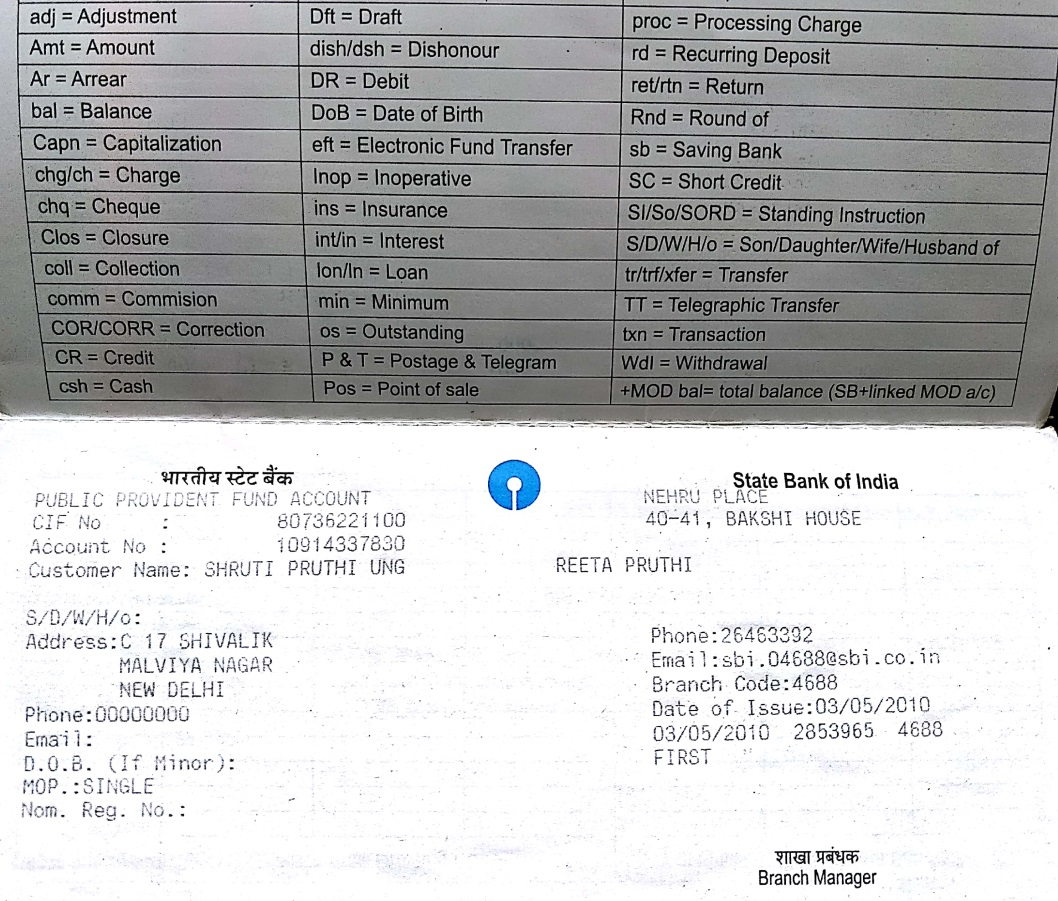 adj = Adjustment Dft = Draft proc = Processing Charge
Amt = Amount dish/dsh = Dishonour rd = Recurring Deposit
Ar = Arrear DR = Debit ret/rtn = Return
bal = Balance DoB = Date of Birth Rnd = Round of
Capn = Capitalization eft = Electronic Fund Transfer sb = Saving Bank
chg/ch = Charge Inop = Inoperative SC = Short Credit
chq = Cheque ins = Insurance SI/So/SORD = Standing Instruction
Clos = Closure int/in = Interest S/D/W/H/o = Son/Daughter/Wife/Husband of
coll = Collection lon/ln = Loan tr/trf/xfer = Transfer
comm = Commision min = Minimum TT = Telegraphic Transfer
COR/CORR = Correction os = Outstanding txn = Transaction
CR = Credit P & T = Postage & Telegram Wdl = Withdrawal
csh = Cash Pos = Point of sale +MOD bal= total balance (SB+linked MOD a/c)
भारतीय स्टेट बैंक State Bank of India
PUBLIC PROVIDENT FUND ACCOUNT NEHRU PLACE
CIF No : 80736221100 40-41, BAKSHI HOUSE
Account No : 10914337830
Customer Name: SHRUTI PRUTHI UNG REETA PRUTHI
S/D/W/H/o:
Address:C 17 SHIVALIK Phone:26463392
MALVIYA NAGAR Email:sbi.04688@sbi.co.in
NEW DELHI Branch Code:4688
Phone:00000000 Date of Issue:03/05/2010
Email: 03/05/2010 2853965 4688
D.O.B. (If Minor): FIRST
MOP.:SINGLE
Nom. Reg. No.:
शाखा प्रबंधक
Branch Manager